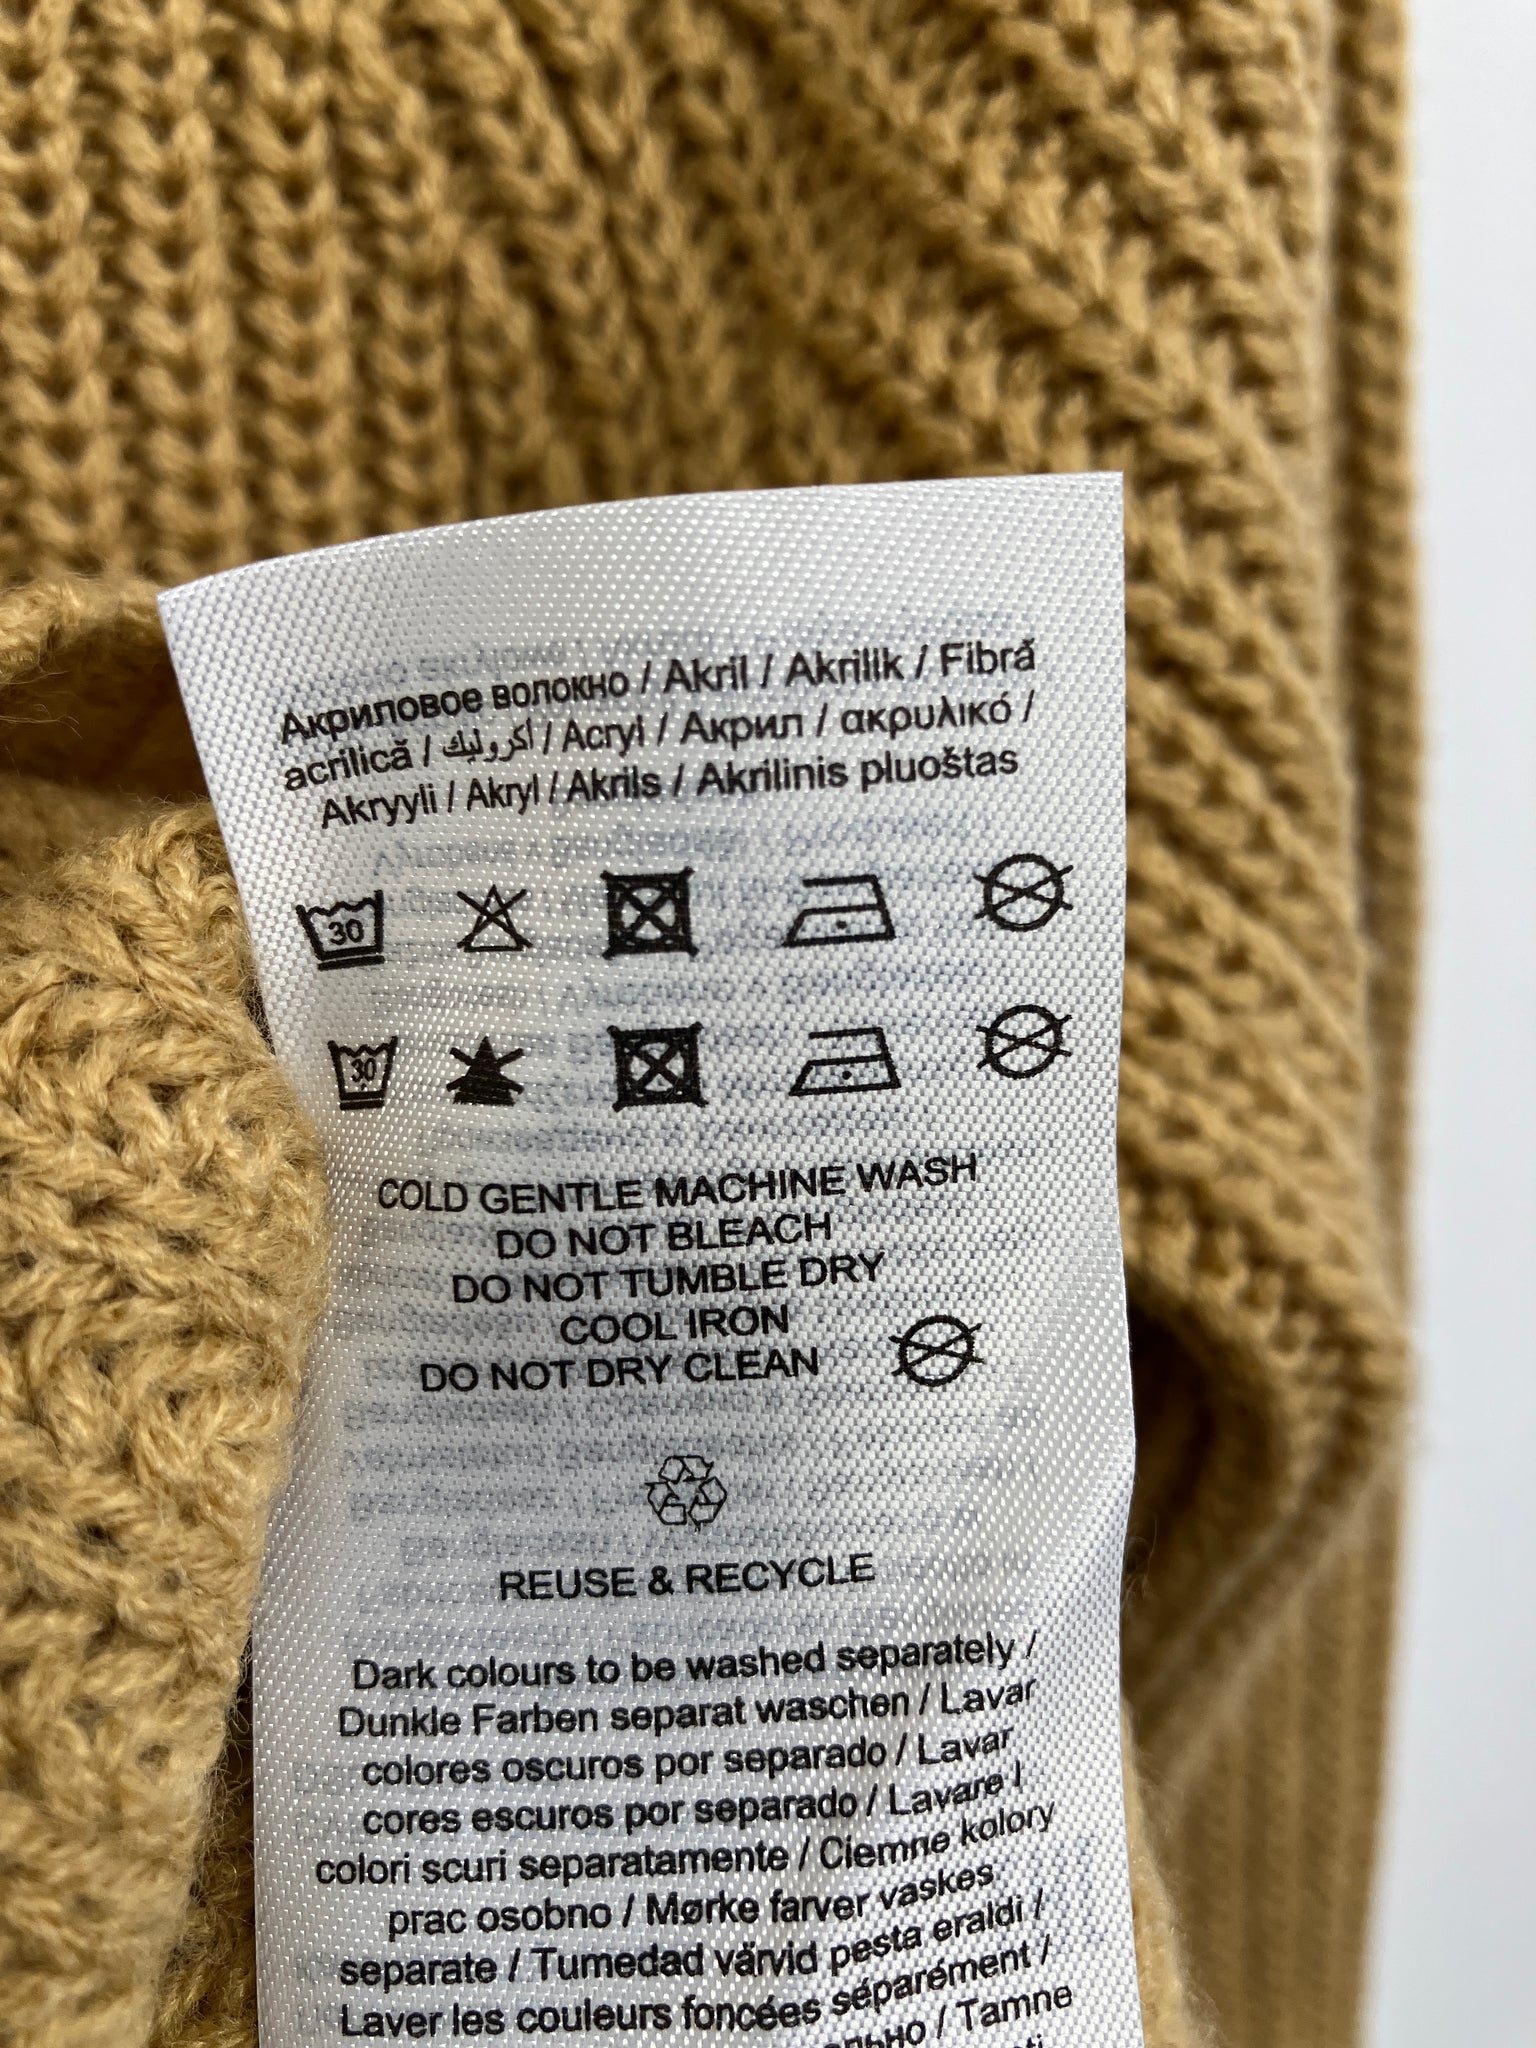 Акриловое волокно / Akril / Akrilik / Fibră
acrilică / أكروليك / Acryl / Акрил / ακρυλικό /
Akryyli / Akryl / Akrils / Akrilinis pluoštas
30
30
COLD GENTLE MACHINE WASH
DO NOT BLEACH
DO NOT TUMBLE DRY
COOL IRON
DO NOT DRY CLEAN
REUSE & RECYCLE
Dark colours to be washed separately /
Dunkle Farben separat waschen / Lavar
colores oscuros por separado / Lavar
cores escuros por separado / Lavare I
colori scuri separatamente / Ciemne kolory
prac osobno / Mørke farver vaskes
separate / Tumedad värvid pesta eraldi /
Laver les couleurs foncées séparément /
/ Tamne